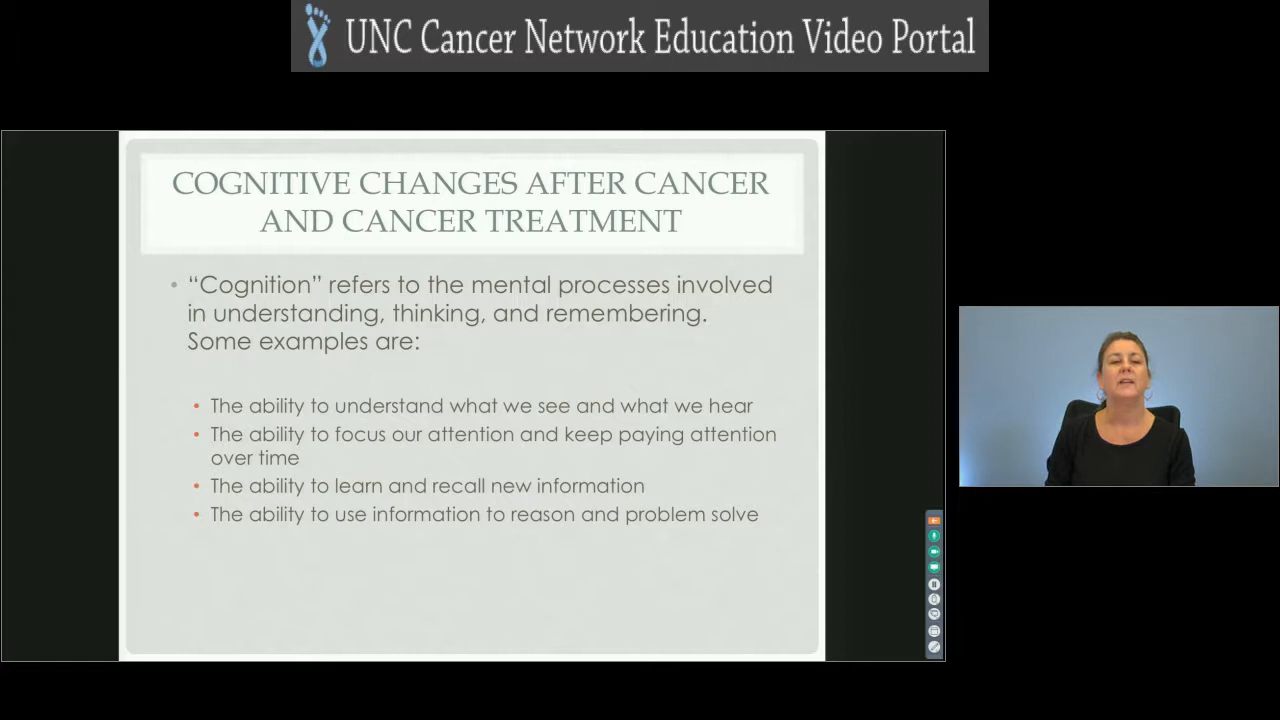 UNC Cancer Network Education Video Portal
COGNITIVE CHANGES AFTER CANCER
AND CANCER TREATMENT
• “Cognition” refers to the mental processes involved
in understanding, thinking, and remembering.
Some examples are:
• The ability to understand what we see and what we hear
• The ability to focus our attention and keep paying attention
over time
• The ability to learn and recall new information
• The ability to use information to reason and problem solve